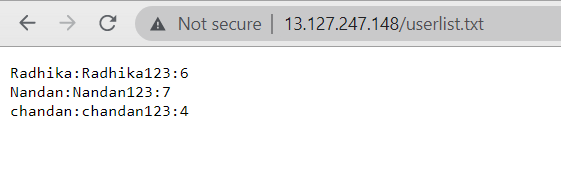 Not secure | 13.127.247.148/userlist.txt
Radhika:Radhika123:6
Nandan:Nandan123:7
chandan:chandan123:4